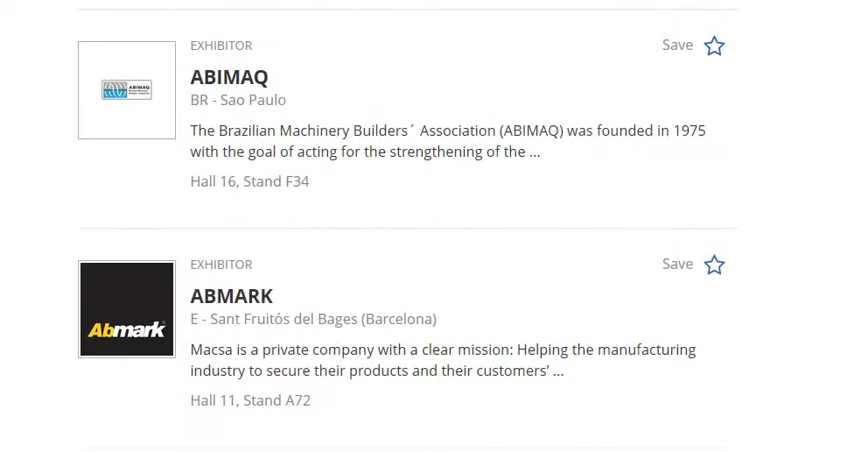 EXHIBITOR
Save
ABIMAQ
ABIMAQ
BR - Sao Paulo
The Brazilian Machinery Builders´ Association (ABIMAQ) was founded in 1975
with the goal of acting for the strengthening of the ...
Hall 16, Stand F34
EXHIBITOR
Save
ABMARK
E - Sant Fruitós del Bages (Barcelona)
Abmark
Macsa is a private company with a clear mission: Helping the manufacturing
industry to secure their products and their customers’ ...
Hall 11, Stand A72